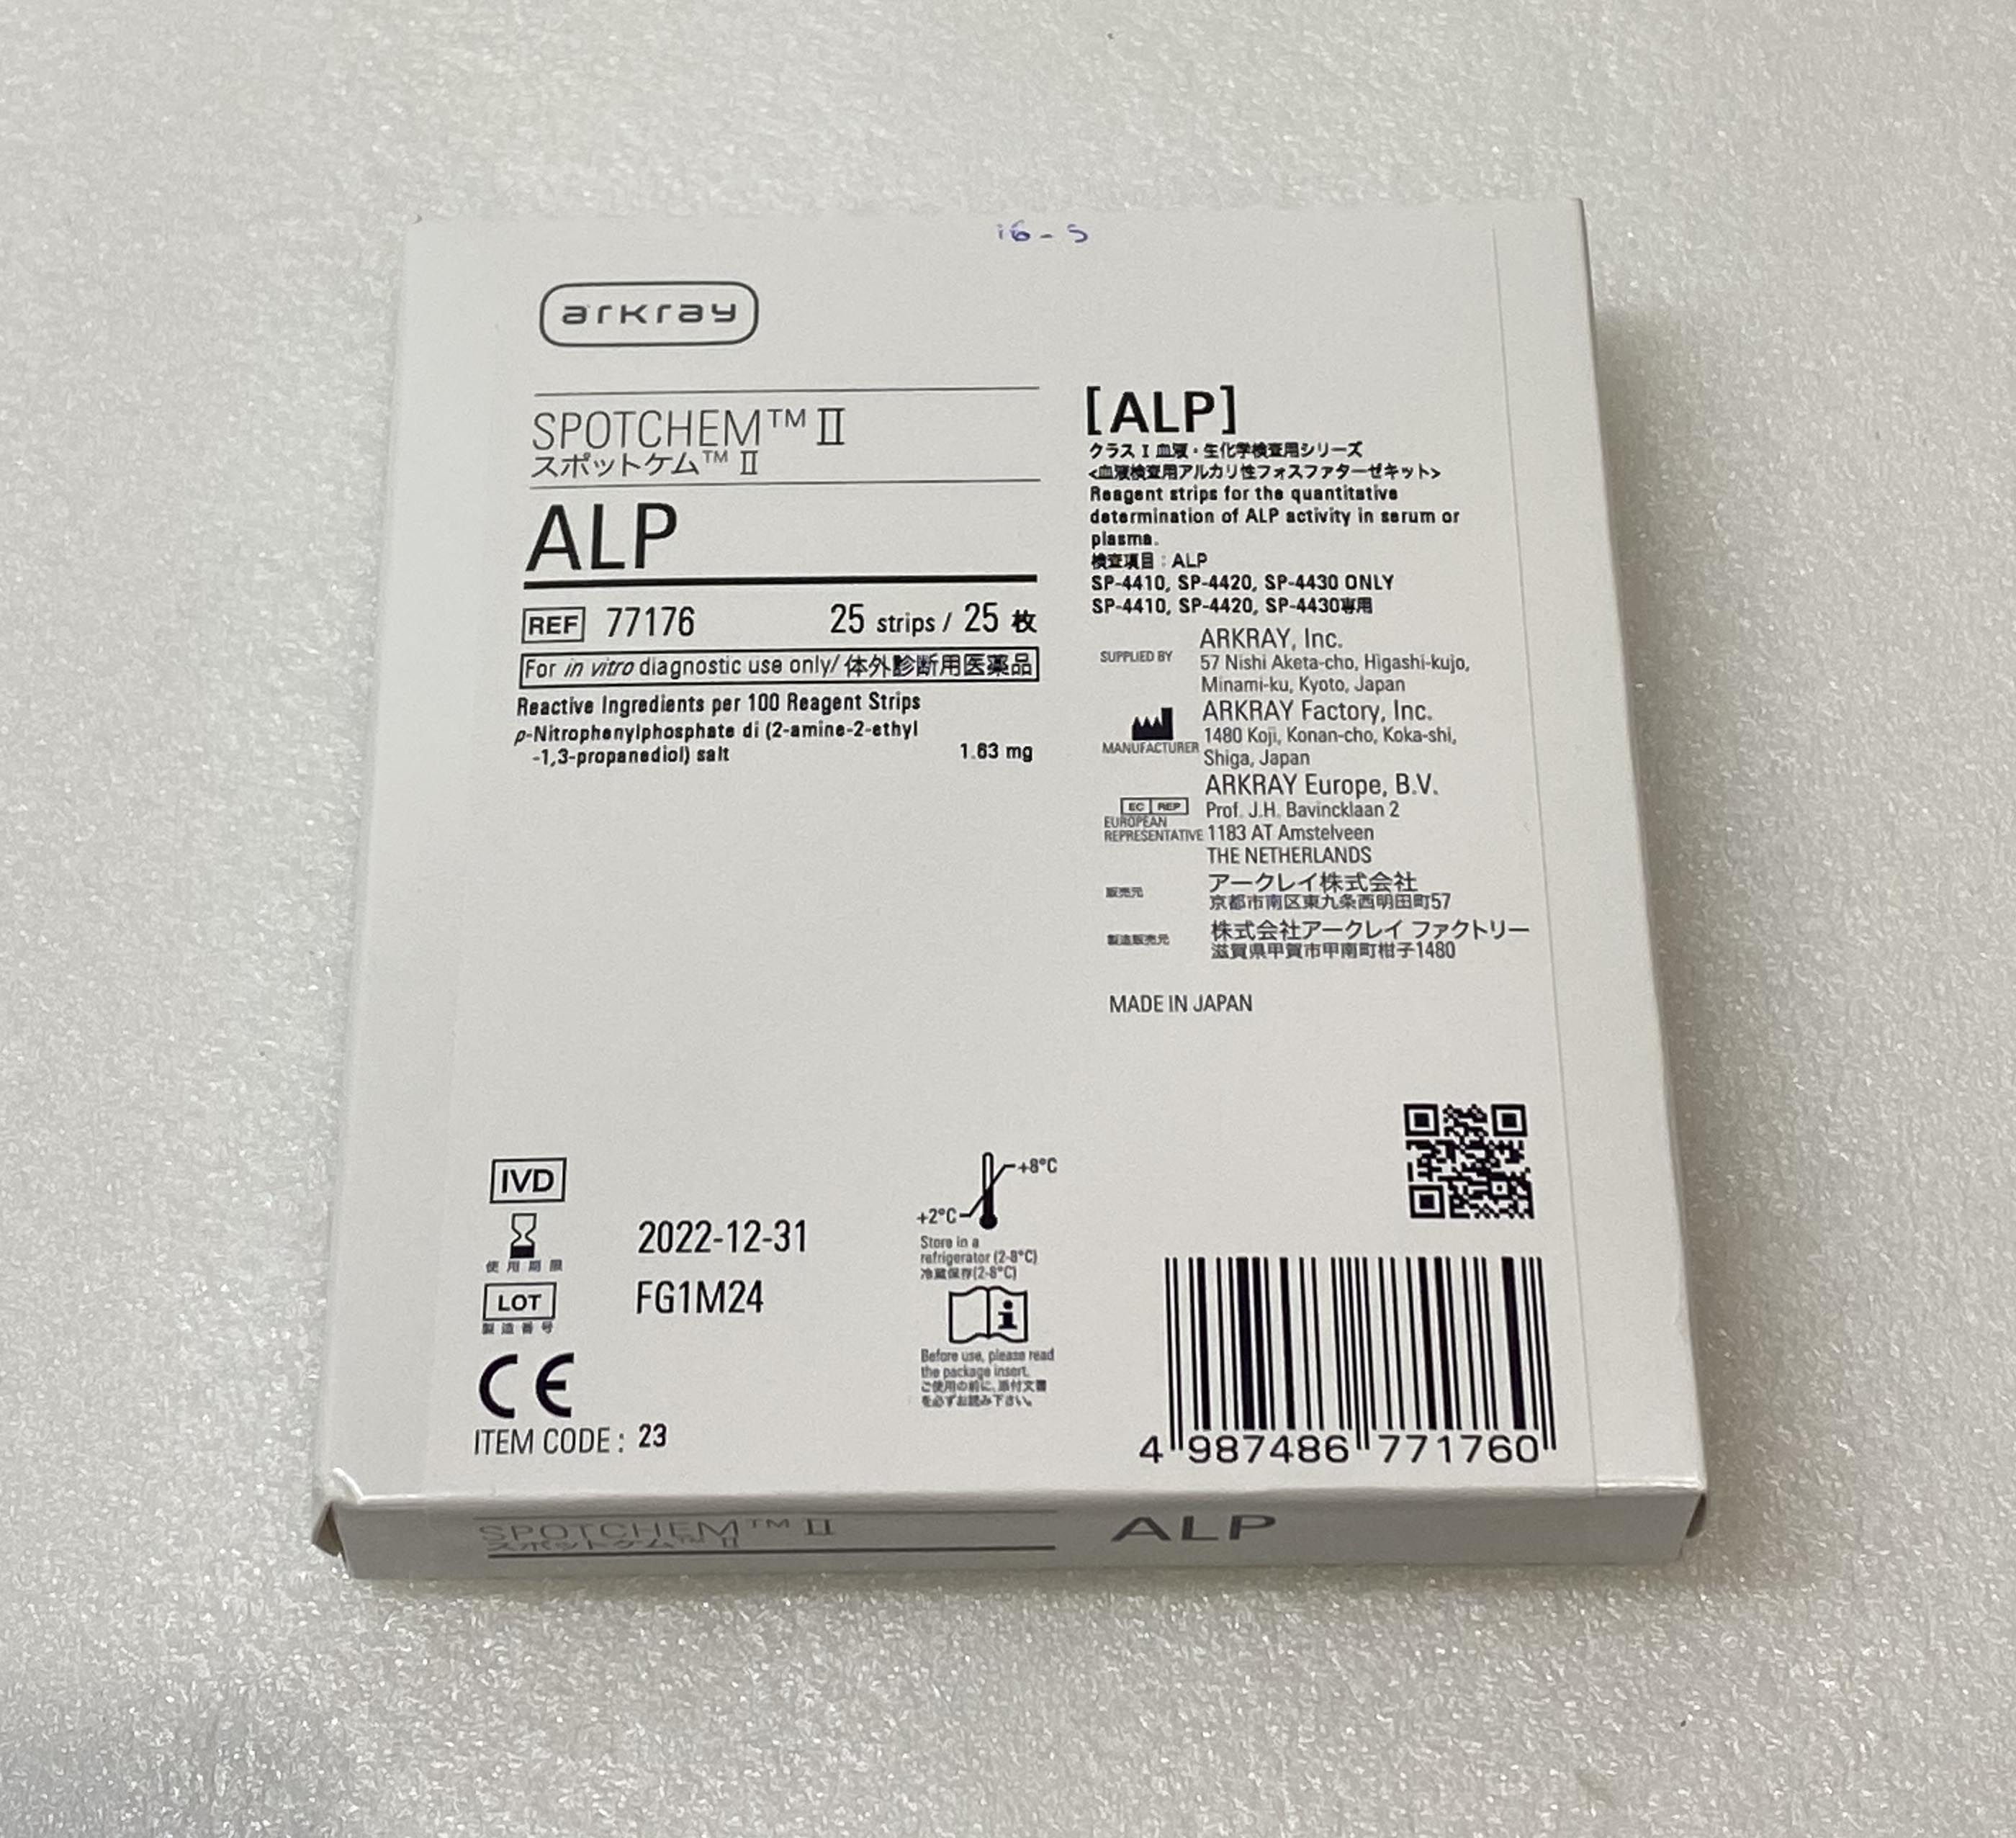 i6-5
arkray
SPOTCHEM™ II
スポットケム™ II
ALP
REF 77176 25 strips / 25 枚
For in vitro diagnostic use only/ 体外診断用医薬品
Reactive Ingredients per 100 Reagent Strips
p-Nitrophenylphosphate di (2-amine-2-ethyl
-1,3-propanediol) salt 1.63 mg
[ALP]
クラス I 血液・生化学検査用シリーズ
<血液検査用アルカリ性フォスファターゼキット>
Reagent strips for the quantitative
determination of ALP activity in serum or
plasma.
検査項目：ALP
SP-4410, SP-4420, SP-4430 ONLY
SP-4410, SP-4420, SP-4430専用
SUPPLIED BY ARKRAY, Inc.
57 Nishi Aketa-cho, Higashi-kujo,
Minami-ku, Kyoto, Japan
MANUFACTURER ARKRAY Factory, Inc.
1480 Koji, Konan-cho, Koka-shi,
Shiga, Japan
EC REP ARKRAY Europe, B.V.
EUROPEAN REPRESENTATIVE Prof. J.H. Bavincklaan 2
1183 AT Amstelveen
THE NETHERLANDS
販売元 アークレイ株式会社
京都市南区東九条西明田町57
製造販売元 株式会社アークレイ ファクトリー
滋賀県甲賀市甲南町柑子1480
MADE IN JAPAN
IVD
使用期限 2022-12-31
LOT FG1M24
製造番号
CE
ITEM CODE : 23
+8°C
+2°C
Store in a
refrigerator (2-8°C)
冷蔵保存(2-8°C)
Before use, please read
the package insert.
ご使用の前に、添付文書
を必ずお読み下さい。
4 987486 771760
SPOTCHEM™ II
スポットケム™ II
ALP